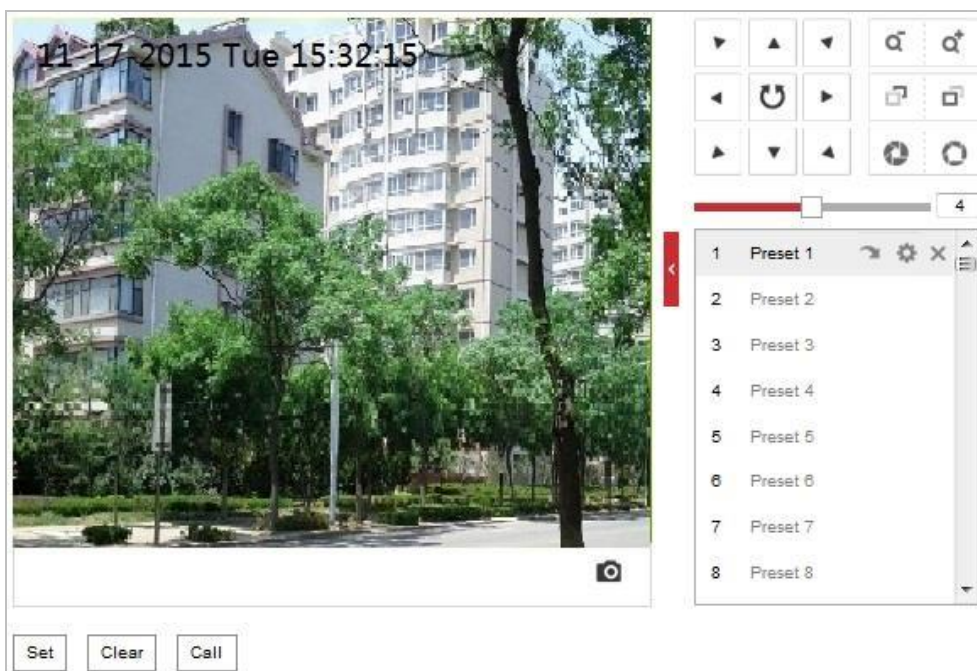 11-17-2015 Tue 15:32:15
4
1 Preset 1
2 Preset 2
3 Preset 3
4 Preset 4
5 Preset 5
6 Preset 6
7 Preset 7
8 Preset 8
Set Clear Call